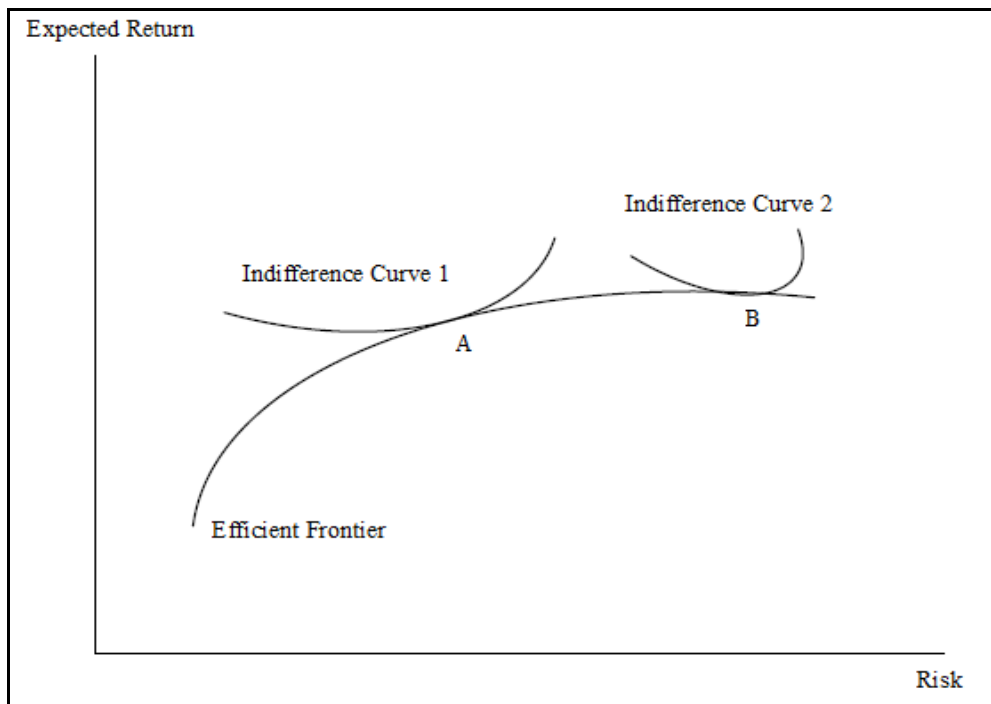 Expected Return
Indifference Curve 2
Indifference Curve 1
A
B
Efficient Frontier
Risk